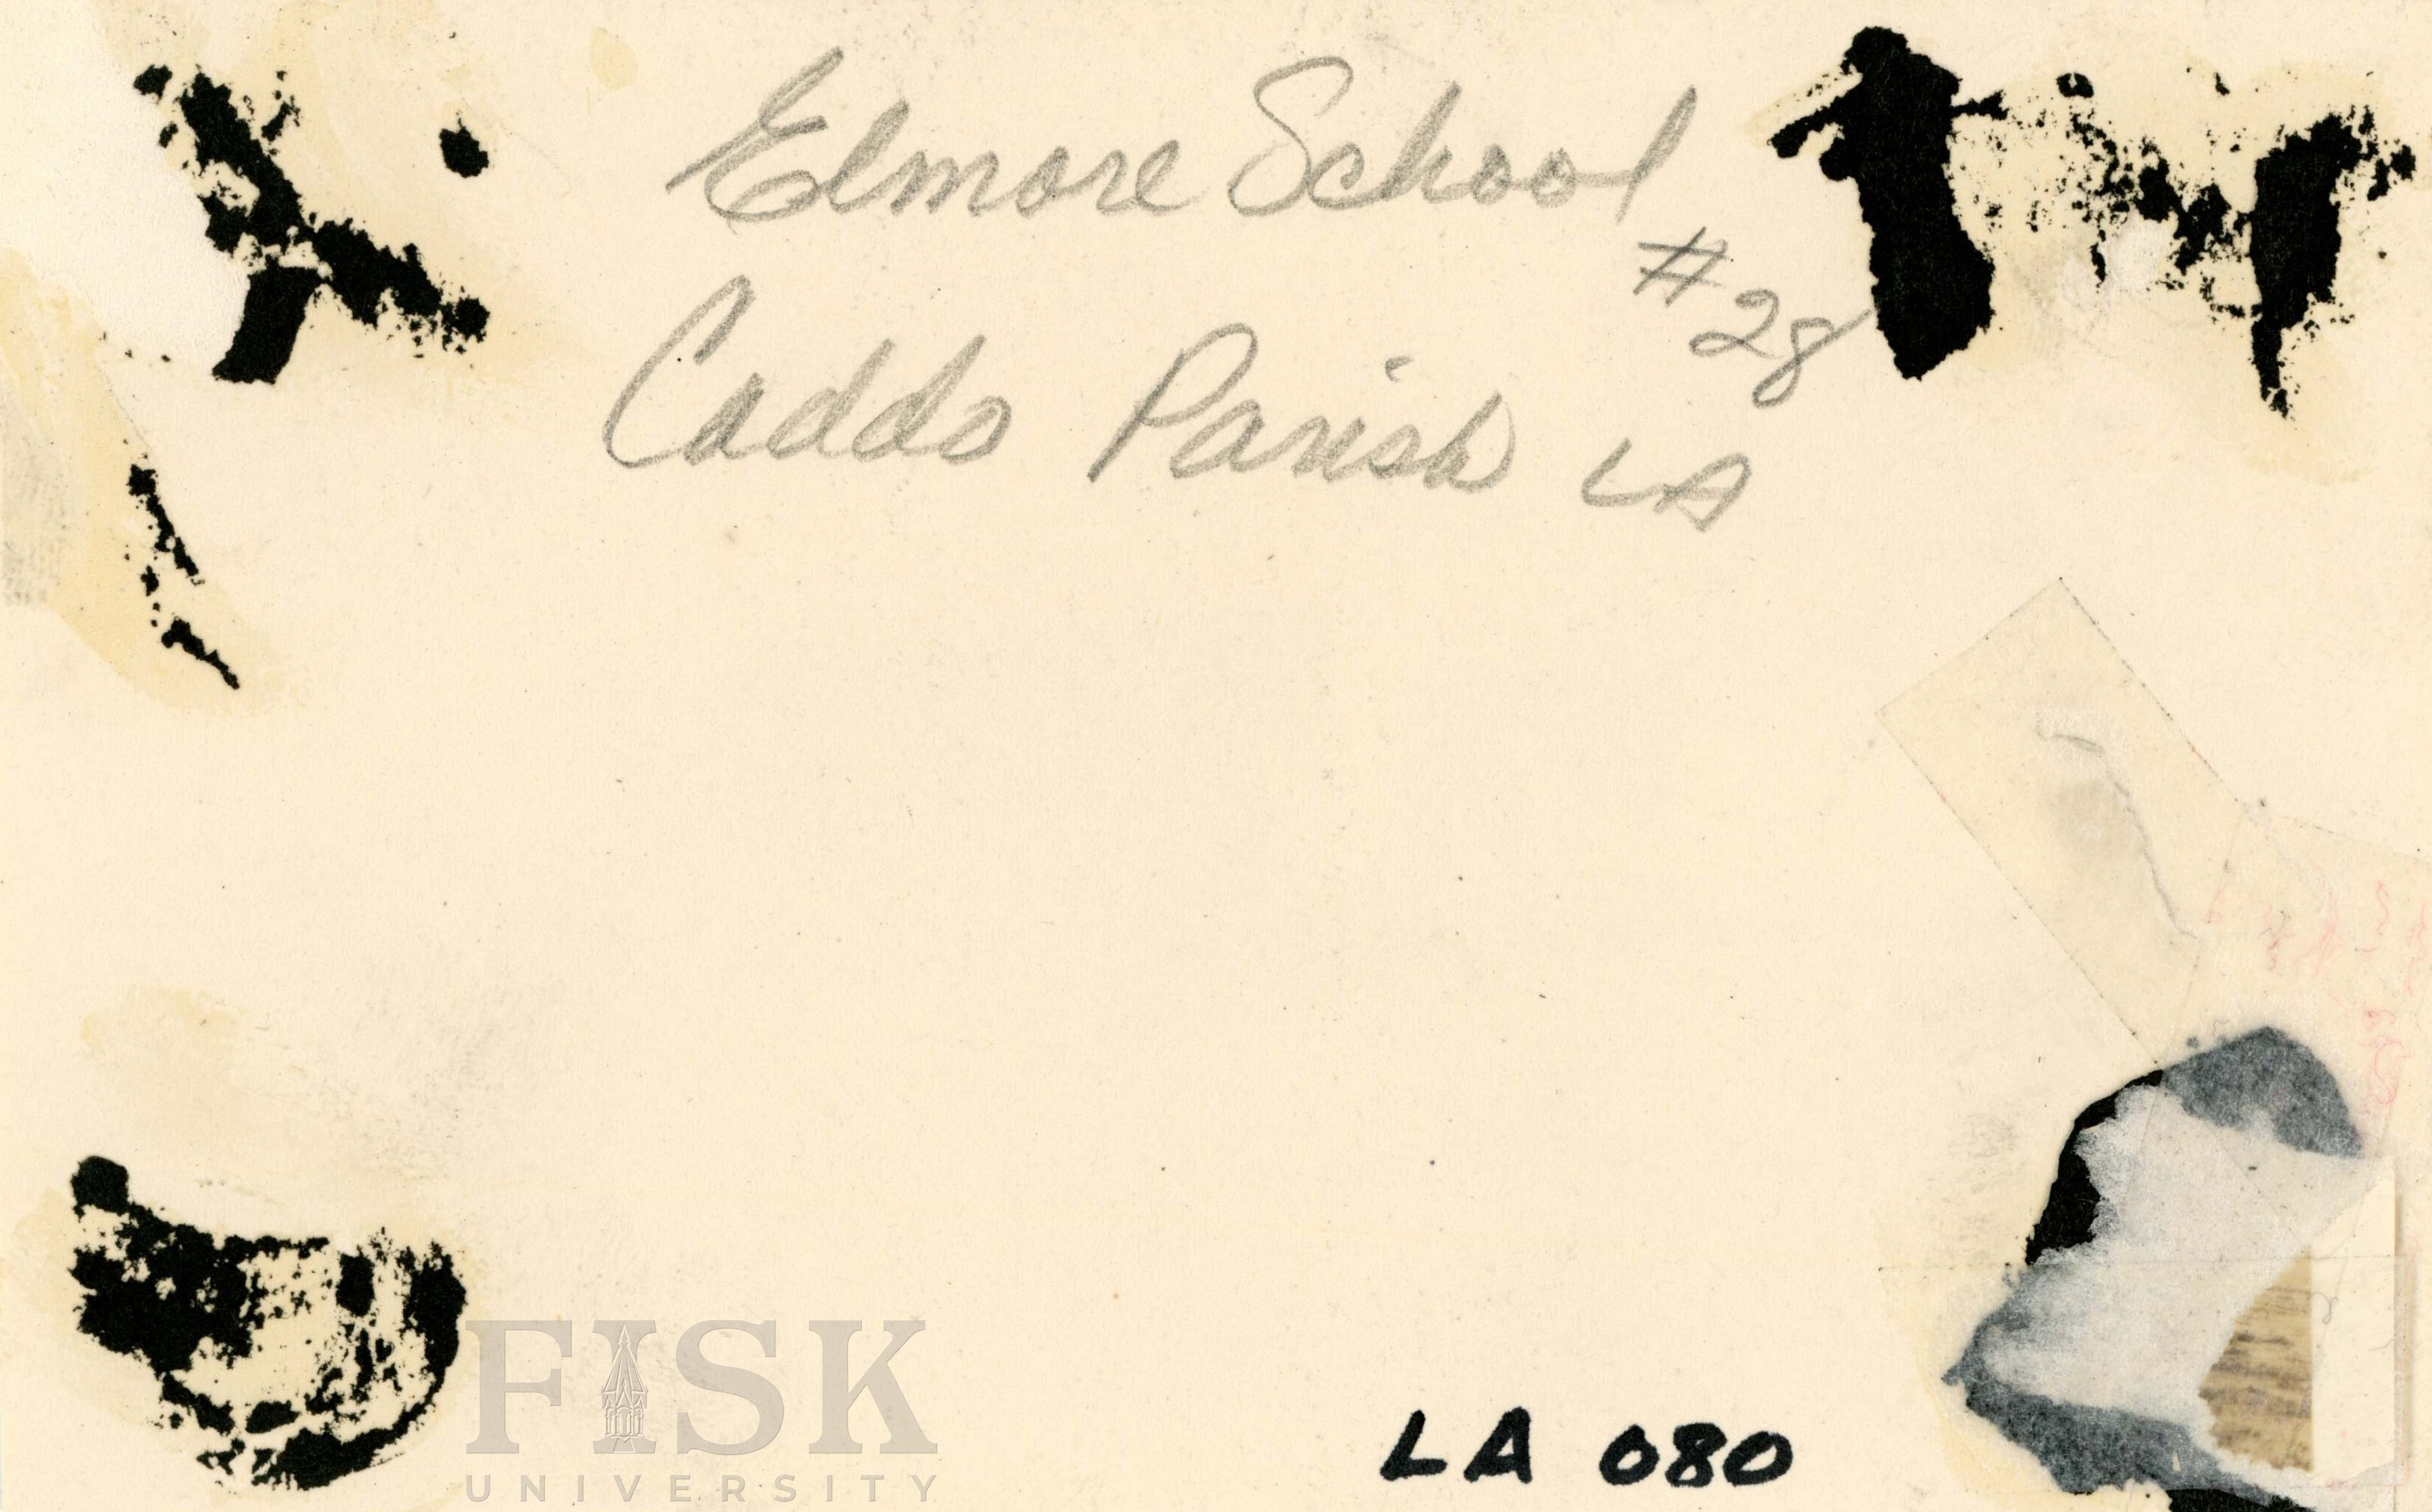 Elmore School
#28
Caddo Parish LA
LA 080
FISK
UNIVERSITY